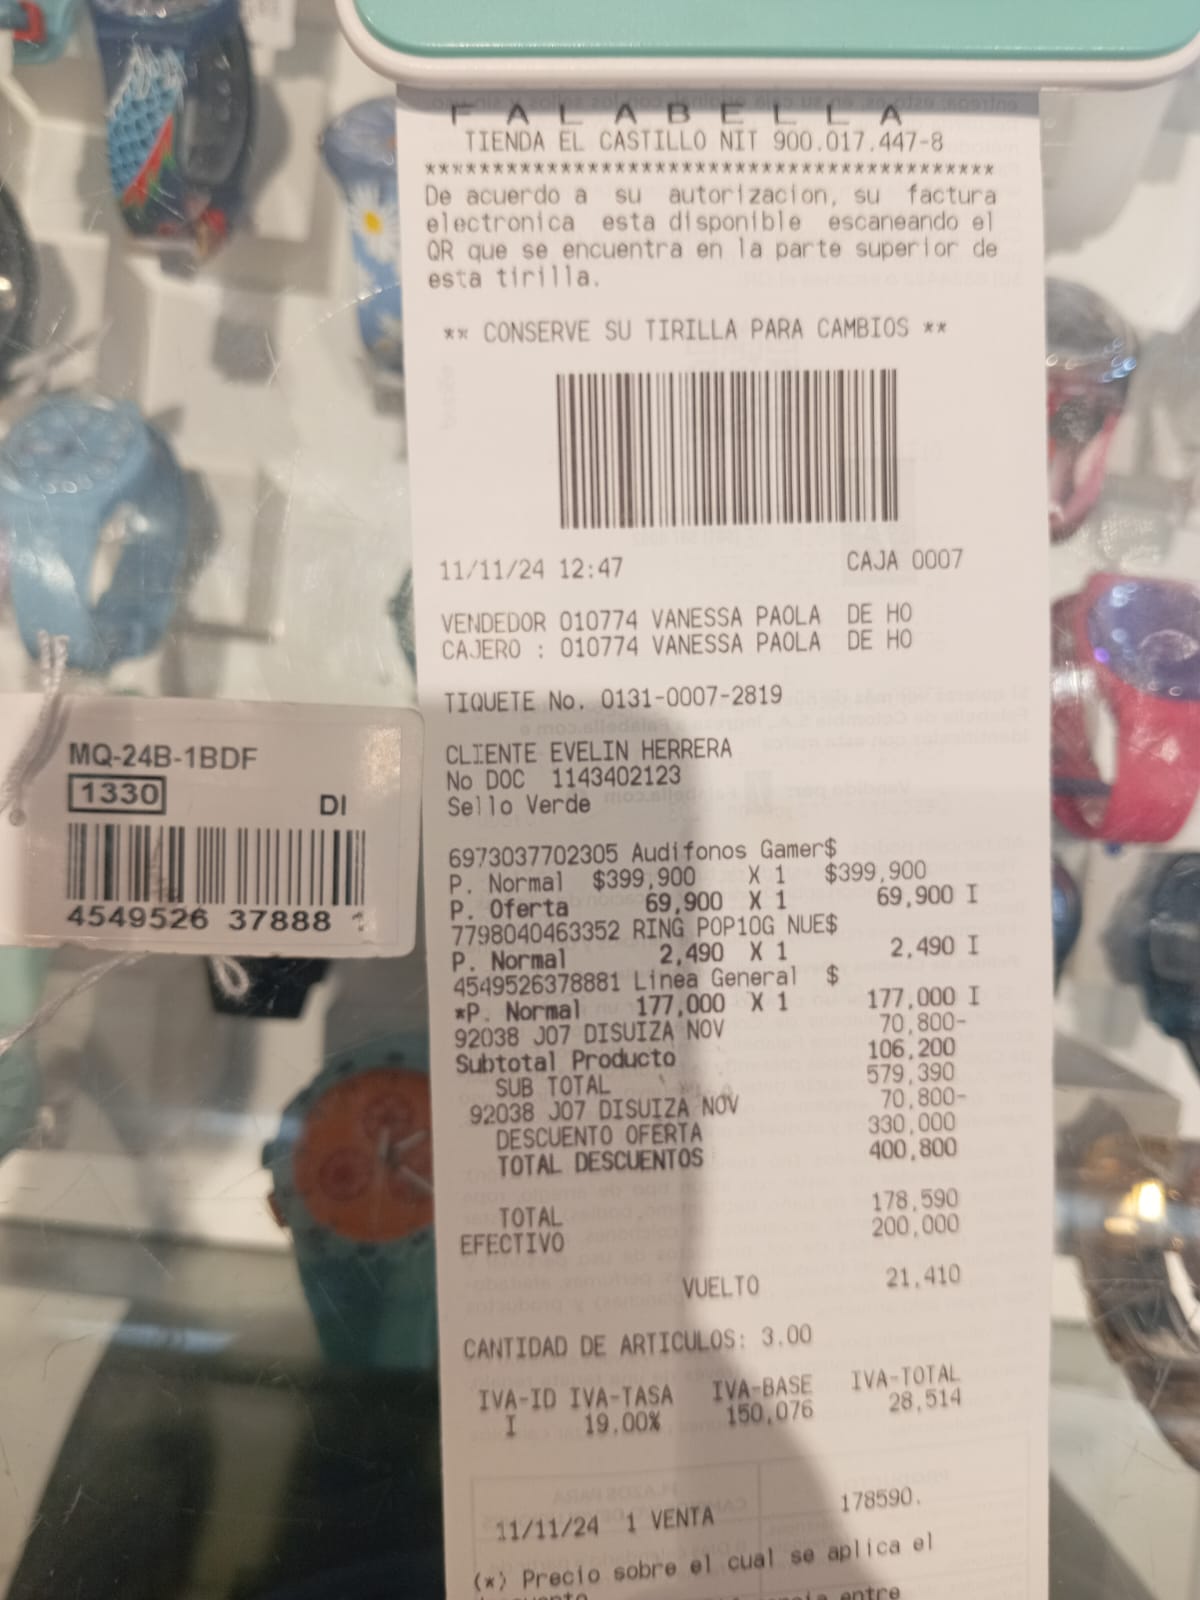 F A L A B E L L A
TIENDA EL CASTILLO NIT 900.017.447-8
******************************************
De acuerdo a su autorizacion, su factura
electronica esta disponible escaneando el
QR que se encuentra en la parte superior de
esta tirilla.
** CONSERVE SU TIRILLA PARA CAMBIOS **
11/11/24 12:47 CAJA 0007
VENDEDOR 010774 VANESSA PAOLA DE HO
CAJERO : 010774 VANESSA PAOLA DE HO
TIQUETE No. 0131-0007-2819
CLIENTE EVELIN HERRERA
No DOC 1143402123
Sello Verde
6973037702305 Audifonos Gamer$
P. Normal $399,900 X 1 $399,900
P. Oferta 69,900 X 1 69,900 I
7798040463352 RING POP10G NUE$
P. Normal 2,490 X 1 2,490 I
4549526378881 Linea General $
*P. Normal 177,000 X 1 177,000 I
92038 J07 DISUIZA NOV 70,800-
Subtotal Producto 106,200
SUB TOTAL 579,390
92038 J07 DISUIZA NOV 70,800-
DESCUENTO OFERTA 330,000
TOTAL DESCUENTOS 400,800
TOTAL 178,590
EFECTIVO 200,000
VUELTO 21,410
CANTIDAD DE ARTICULOS: 3.00
IVA-ID IVA-TASA IVA-BASE IVA-TOTAL
I 19.00% 150,076 28,514
11/11/24 1 VENTA 178590.
(*) Precio sobre el cual se aplica el
entre
MQ-24B-1BDF
1330 DI
4549526 37888